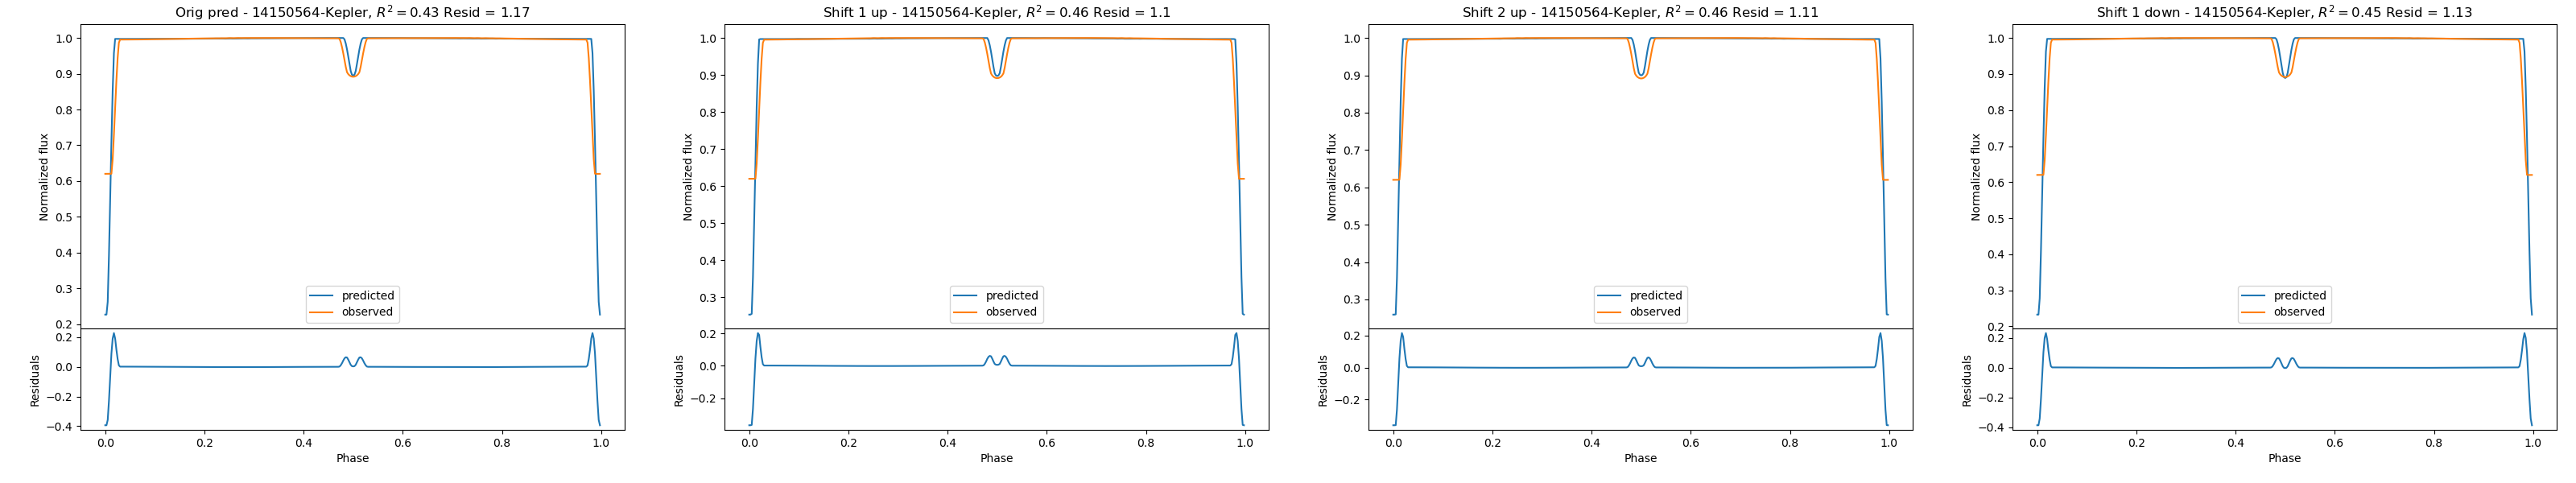 Orig pred - 14150564-Kepler, R² = 0.43 Resid = 1.17
1.0
0.9
0.8
0.7
0.6
0.5
0.4
0.3
0.2
Normalized flux
predicted
observed
0.2
0.0
−0.2
−0.4
Residuals
0.0 0.2 0.4 0.6 0.8 1.0
Phase
Shift 1 up - 14150564-Kepler, R² = 0.46 Resid = 1.1
1.0
0.9
0.8
0.7
0.6
0.5
0.4
0.3
Normalized flux
predicted
observed
0.2
0.0
−0.2
Residuals
0.0 0.2 0.4 0.6 0.8 1.0
Phase
Shift 2 up - 14150564-Kepler, R² = 0.46 Resid = 1.11
1.0
0.9
0.8
0.7
0.6
0.5
0.4
0.3
Normalized flux
predicted
observed
0.2
0.0
−0.2
Residuals
0.0 0.2 0.4 0.6 0.8 1.0
Phase
Shift 1 down - 14150564-Kepler, R² = 0.45 Resid = 1.13
1.0
0.9
0.8
0.7
0.6
0.5
0.4
0.3
0.2
Normalized flux
predicted
observed
0.2
0.0
−0.2
−0.4
Residuals
0.0 0.2 0.4 0.6 0.8 1.0
Phase